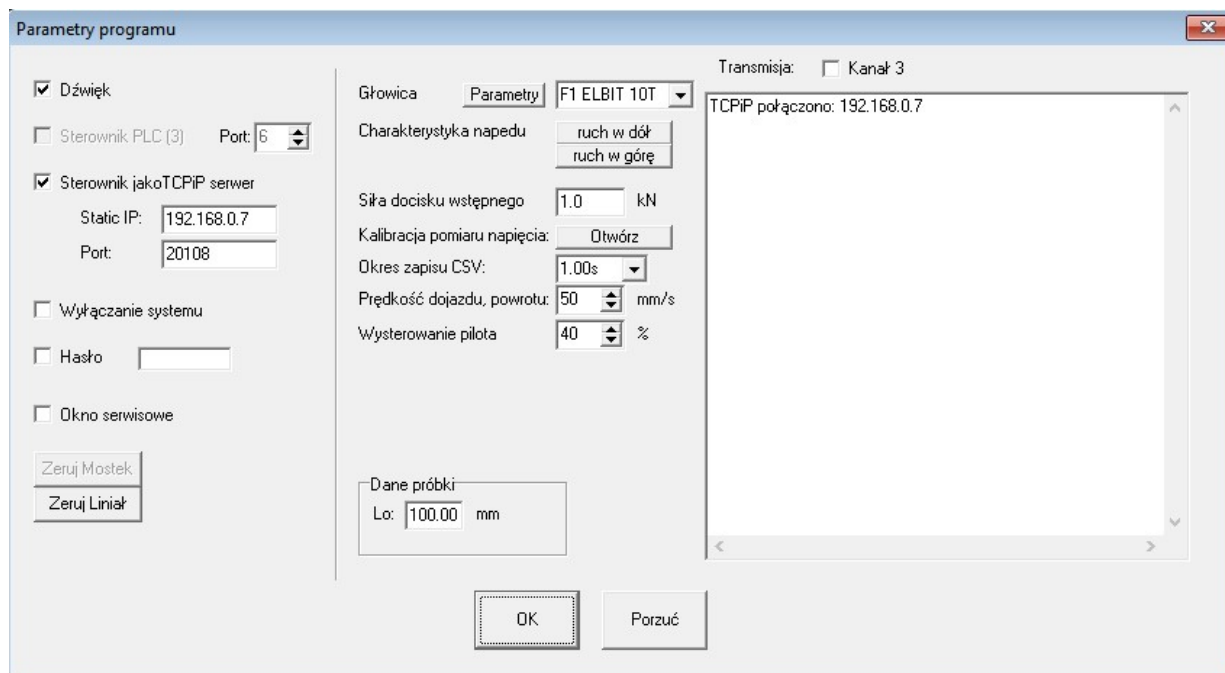 Parametry programu
Dźwięk
Sterownik PLC (3) Port: 6
Sterownik jakoTCPiP serwer
Static IP: 192.168.0.7
Port: 20108
Wyłączanie systemu
Hasło
Okno serwisowe
Zeruj Mostek
Zeruj Liniał
Głowica Parametry F1 ELBIT 10T
Charakterystyka napedu ruch w dół
ruch w górę
Siła docisku wstępnego 1.0 kN
Kalibracja pomiaru napięcia: Otwórz
Okres zapisu CSV: 1.00s
Prędkość dojazdu, powrotu: 50 mm/s
Wysterowanie pilota 40 %
Dane próbki
Lo: 100.00 mm
Transmisja: Kanał 3
TCPiP połączono: 192.168.0.7
OK Porzuć